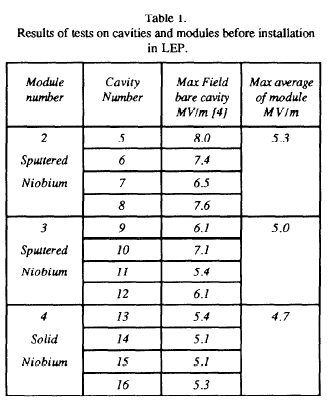 Table 1.
Results of tests on cavities and modules before installation
in LEP.
Module number Cavity Number Max Field bare cavity MV/m [4] Max average of module MV/m
2 5 8.0 5.3
Sputtered 6 7.4
Niobium 7 6.5
8 7.6
3 9 6.1 5.0
Sputtered 10 7.1
Niobium 11 5.4
12 6.1
4 13 5.4 4.7
Solid 14 5.1
Niobium 15 5.1
16 5.3